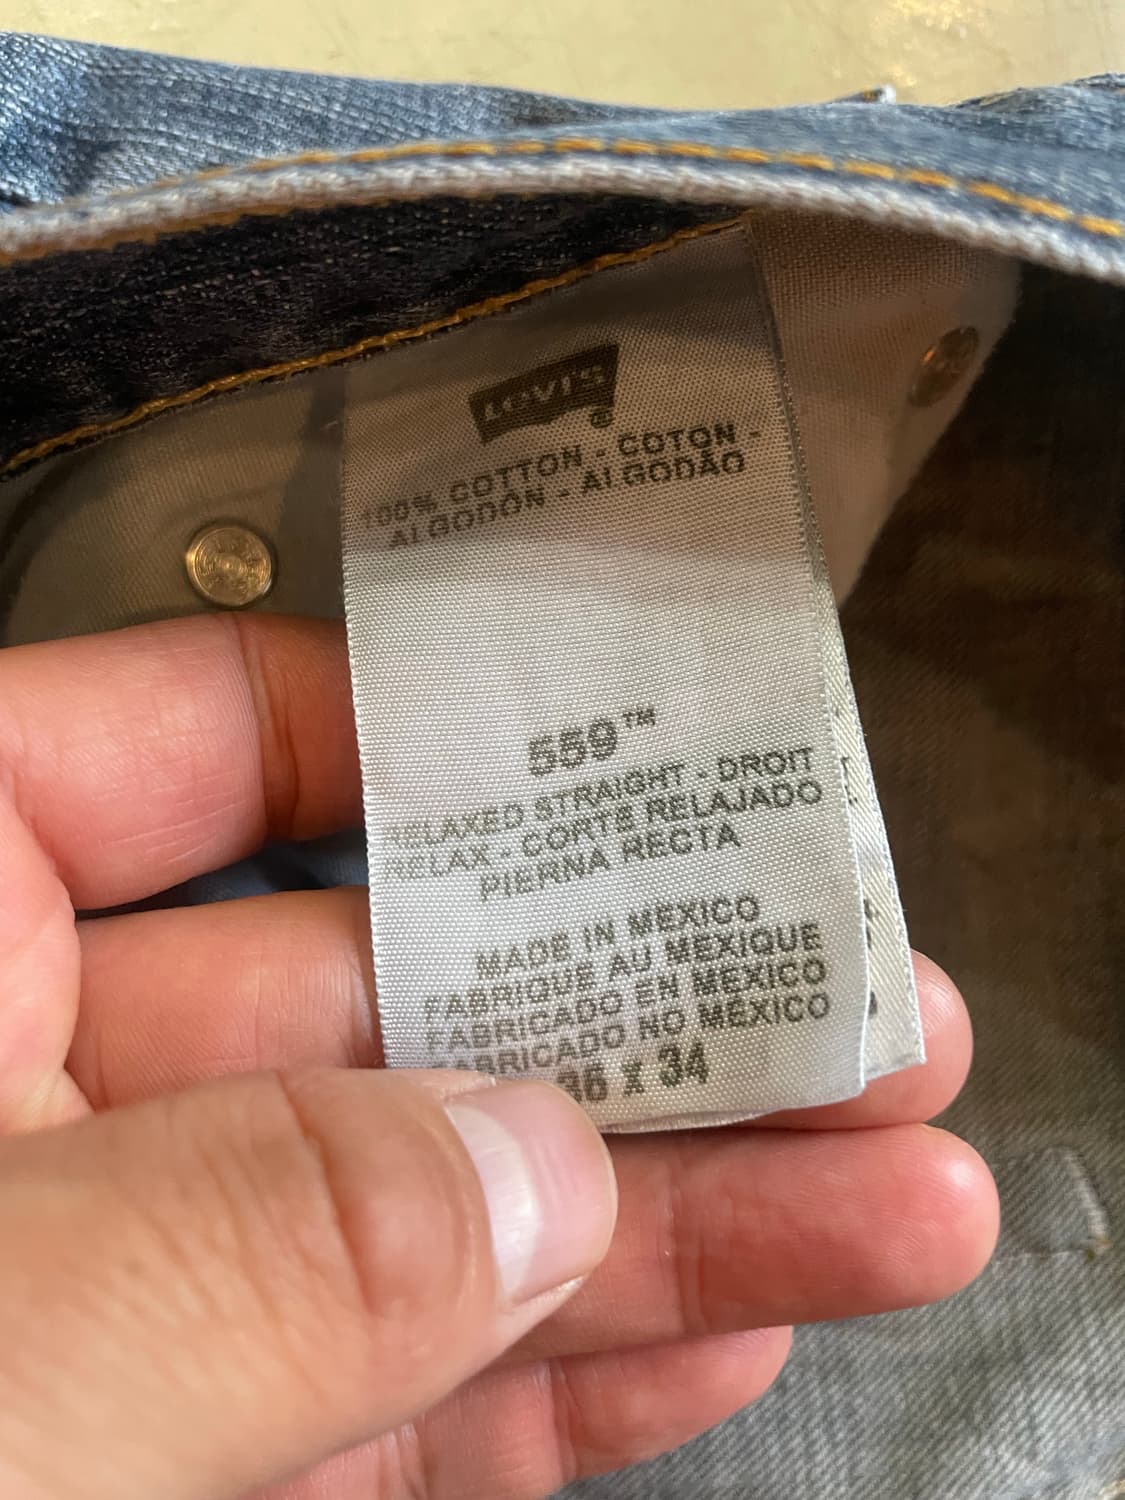 LEVI'S
100% COTTON - COTON -
ALGODÓN - ALGODÃO
559™
RELAXED STRAIGHT - DROIT
RELAX - CORTE RELAJADO
PIERNA RECTA
MADE IN MEXICO
FABRIQUE AU MEXIQUE
FABRICADO EN MEXICO
FABRICADO NO MÉXICO
36 X 34